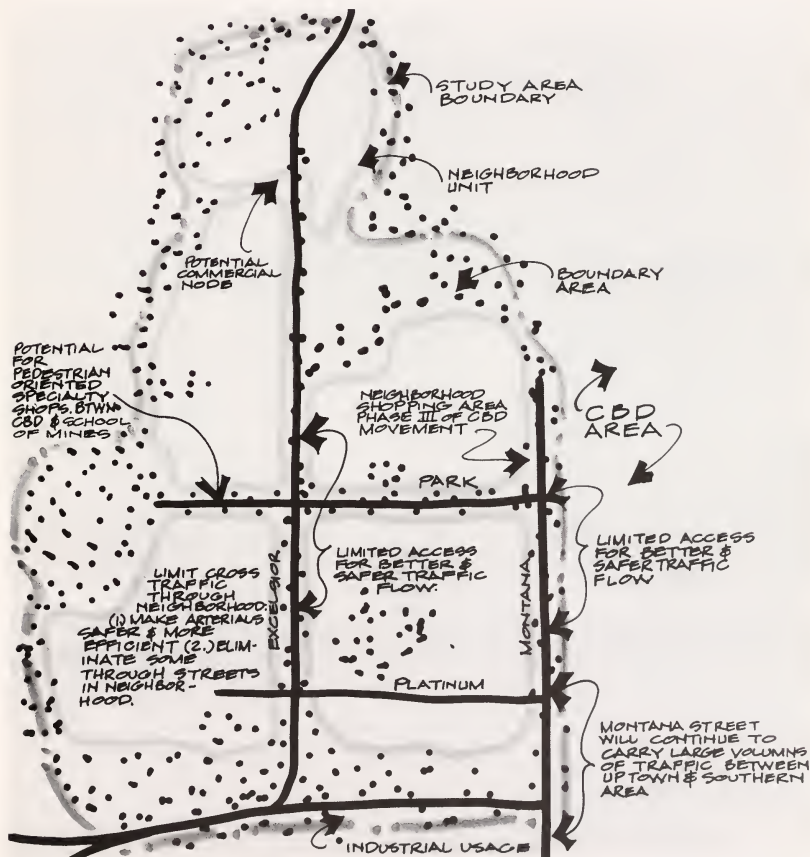 STUDY AREA
BOUNDARY
NEIGHBORHOOD
UNIT
POTENTIAL
COMMERCIAL
NODE
BOUNDARY
AREA
POTENTIAL
FOR
PEDESTRIAN
ORIENTED
SPECIALTY
SHOPS. BTWN
CBD & SCHOOL
OF MINES
NEIGHBORHOOD
SHOPPING AREA
PHASE III OF CBD
MOVEMENT
CBD
AREA
PARK
LIMITED ACCESS
FOR BETTER &
SAFER TRAFFIC
FLOW
EXCELSIOR
LIMITED ACCESS
FOR BETTER &
SAFER TRAFFIC
FLOW.
MONTANA
LIMIT CROSS
TRAFFIC
THROUGH
NEIGHBORHOOD:
(1) MAKE ARTERIALS
SAFER & MORE
EFFICIENT (2.) ELIM-
INATE SOME
THROUGH STREETS
IN NEIGHBOR-
HOOD.
PLATINUM
MONTANA STREET
WILL CONTINUE TO
CARRY LARGE VOLUMNS
OF TRAFFIC BETWEEN
UPTOWN & SOUTHERN
AREA
INDUSTRIAL USAGE